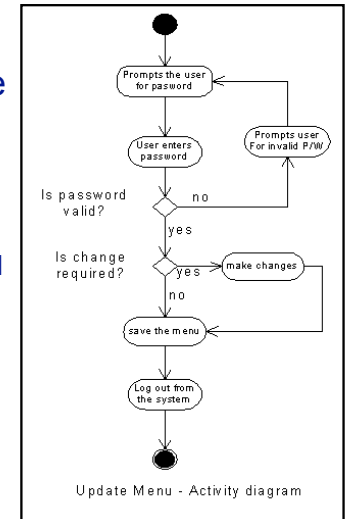 Prompts the user
for pasword
User enters
password
Prompts user
For invalid P/W
Is password
valid?
no
yes
Is change
required?
yes
make changes
no
save the menu
Log out from
the system
Update Menu - Activity diagram